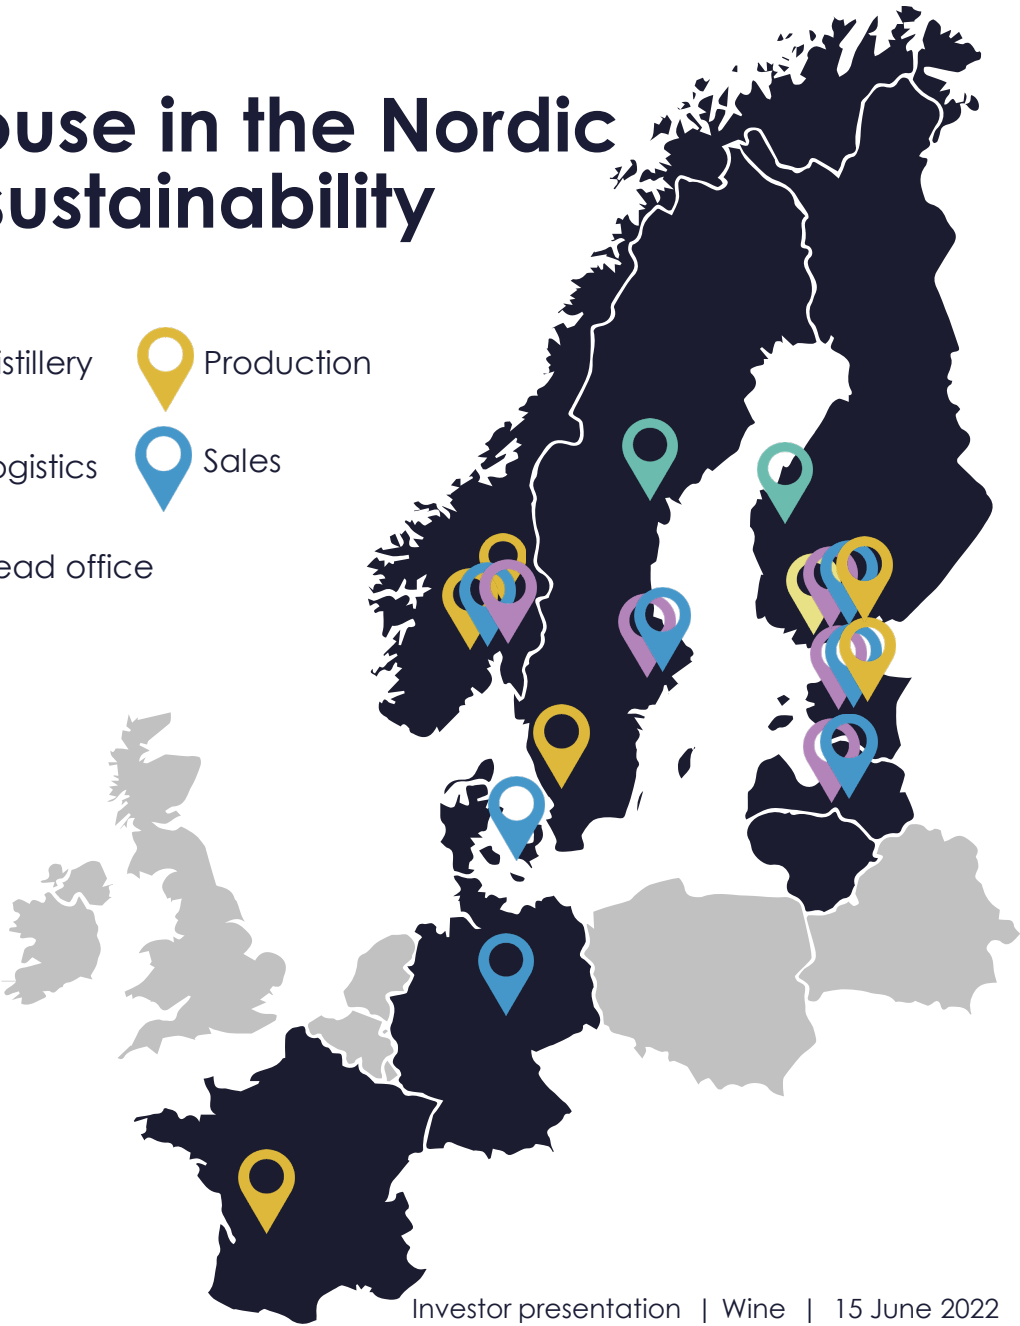 ouse in the Nordic
sustainability
istillery
Production
ogistics
Sales
ead office
Investor presentation | Wine | 15 June 2022